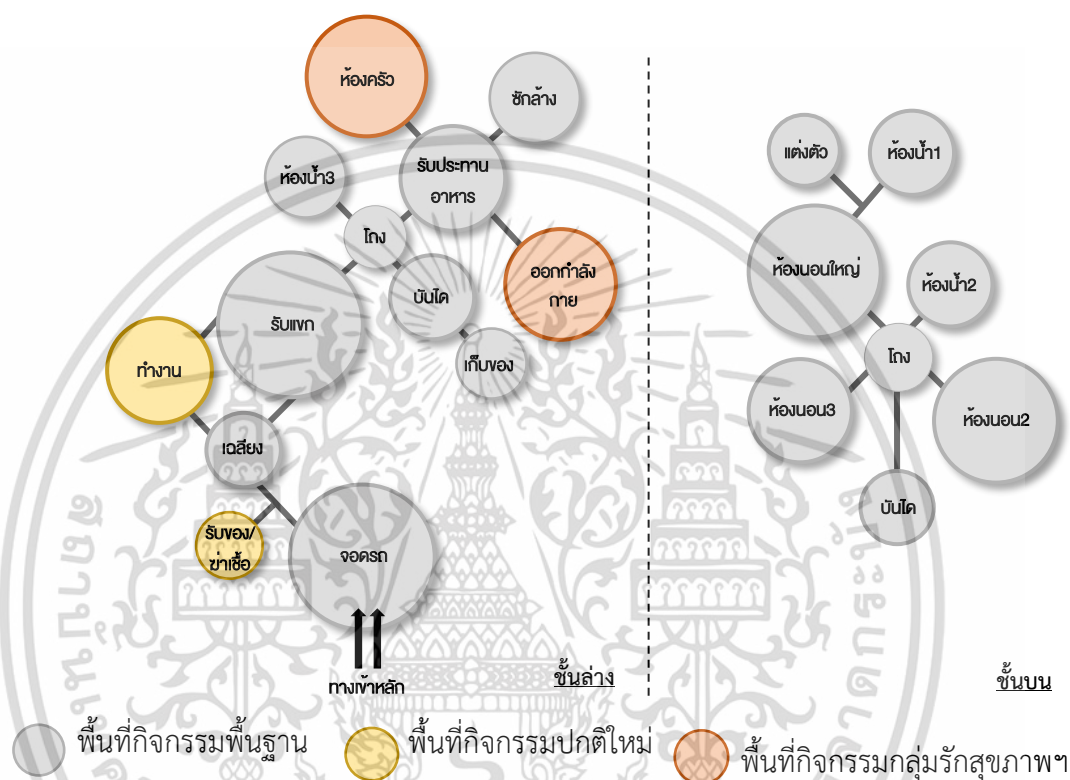 ห้องครัว
ซักล้าง
ห้องน้ำ3
รับประทาน
อาหาร
โถง
ออกกำลัง
กาย
บันได
รับแขก
เก็บของ
ทำงาน
เฉลียง
รับของ/
ฆ่าเชื้อ
จอดรถ
ทางเข้าหลัก
ชั้นล่าง
แต่งตัว
ห้องน้ำ1
ห้องนอนใหญ่
ห้องน้ำ2
โถง
ห้องนอน3
ห้องนอน2
บันได
ชั้นบน
พื้นที่กิจกรรมพื้นฐาน
พื้นที่กิจกรรมปกติใหม่
พื้นที่กิจกรรมกลุ่มรักสุขภาพฯ